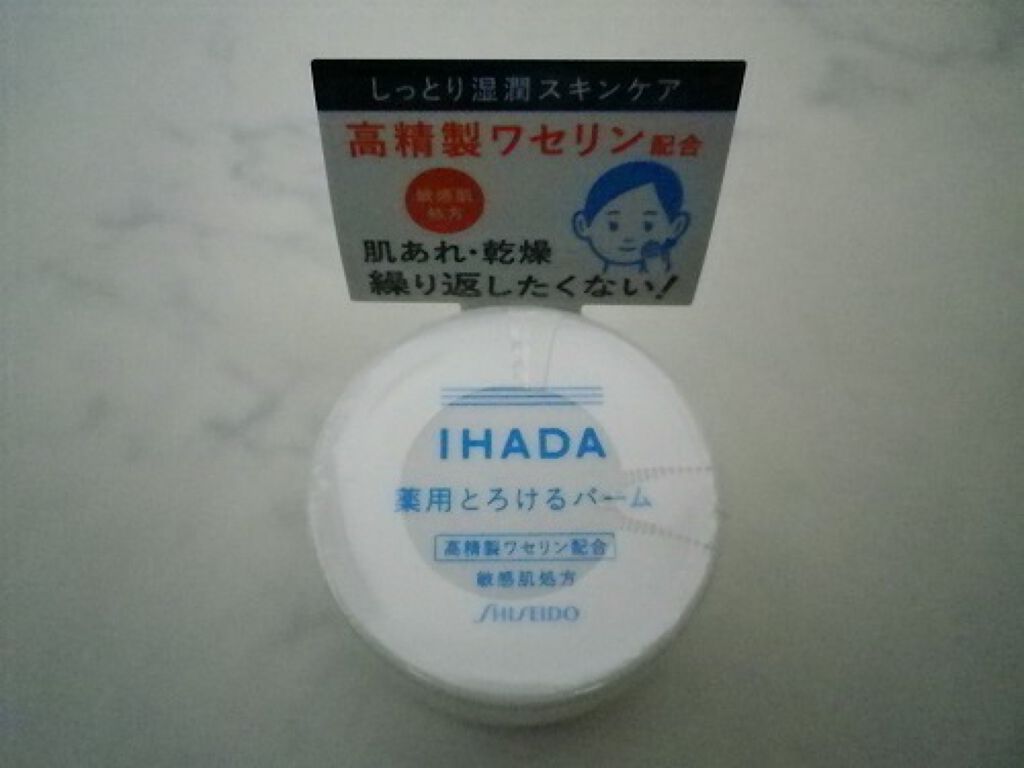 しっとり湿潤スキンケア
高精製ワセリン配合
敏感肌
処方
肌あれ・乾燥
繰り返したくない!
IHADA
薬用とろけるバーム
高精製ワセリン配合
敏感肌処方
SHISEIDO